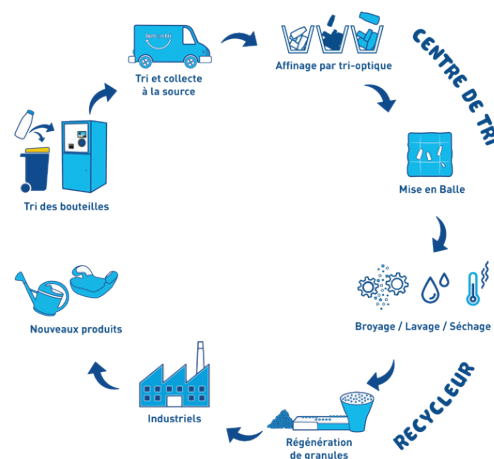 Tri et collecte
à la source
Affinage par tri-optique
CENTRE DE TRI
Mise en Balle
Broyage / Lavage / Séchage
RECYCLEUR
Régénération
de granules
Industriels
Nouveaux produits
Tri des bouteilles